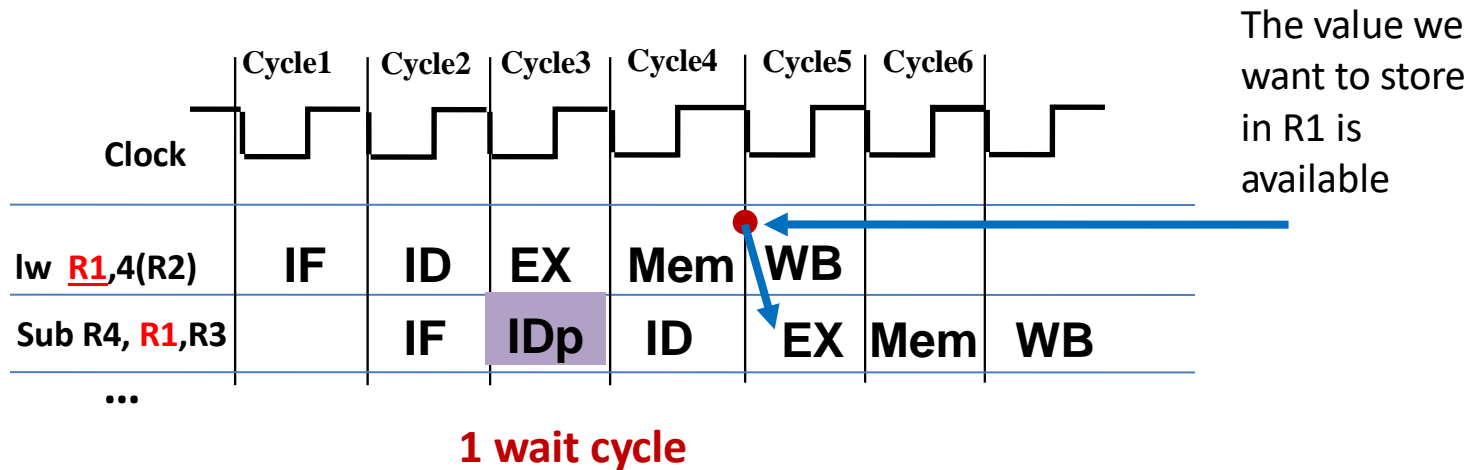 The value we
want to store
in R1 is
available
Cycle1 Cycle2 Cycle3 Cycle4 Cycle5 Cycle6
Clock
lw R1,4(R2) IF ID EX Mem WB
Sub R4, R1,R3 IF IDp ID EX Mem WB
...
1 wait cycle